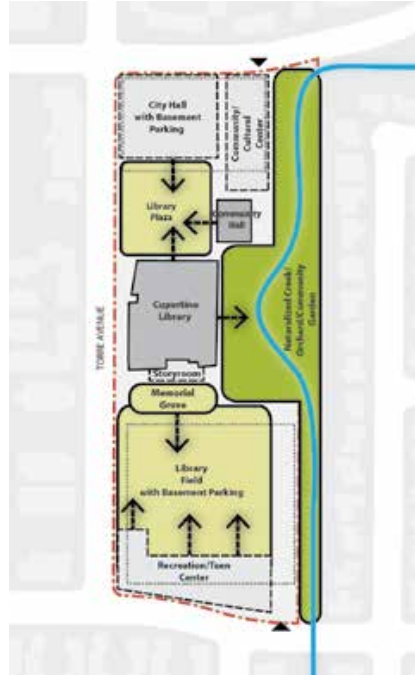 City Hall
with Basement
Parking
Community/
Cultural
Center
Library
Plaza
Community
Hall
Cupertino
Library
Naturalized Creek/
Orchard/Community
Garden
TORRE AVENUE
Storyroom
Memorial
Grove
Library
Field
with Basement Parking
Recreation/Teen
Center